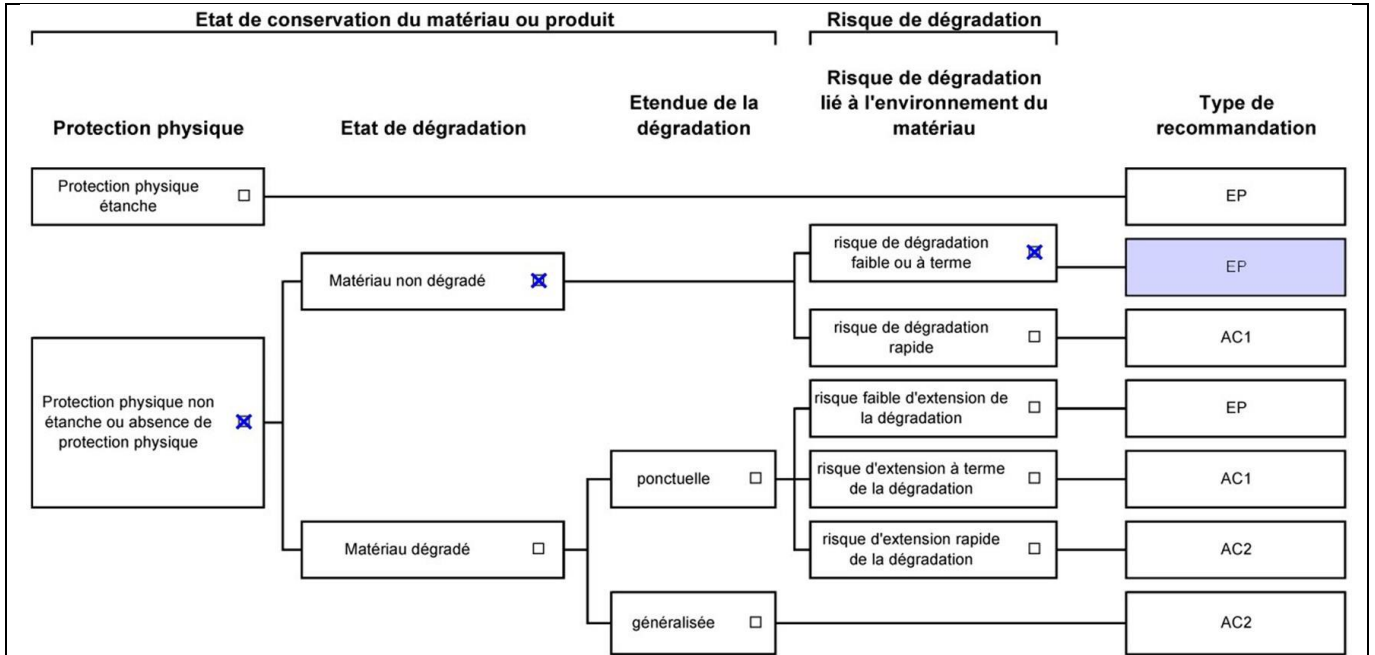 Etat de conservation du matériau ou produit
Risque de dégradation
Protection physique
Etat de dégradation
Etendue de la
dégradation
Risque de dégradation
lié à l'environnement du
matériau
Type de
recommandation
Protection physique
étanche
EP
risque de dégradation
faible ou à terme
EP
Matériau non dégradé
risque de dégradation
rapide
AC1
Protection physique non
étanche ou absence de
protection physique
risque faible d'extension de
la dégradation
EP
ponctuelle
risque d'extension à terme
de la dégradation
AC1
Matériau dégradé
risque d'extension rapide
de la dégradation
AC2
généralisée
AC2